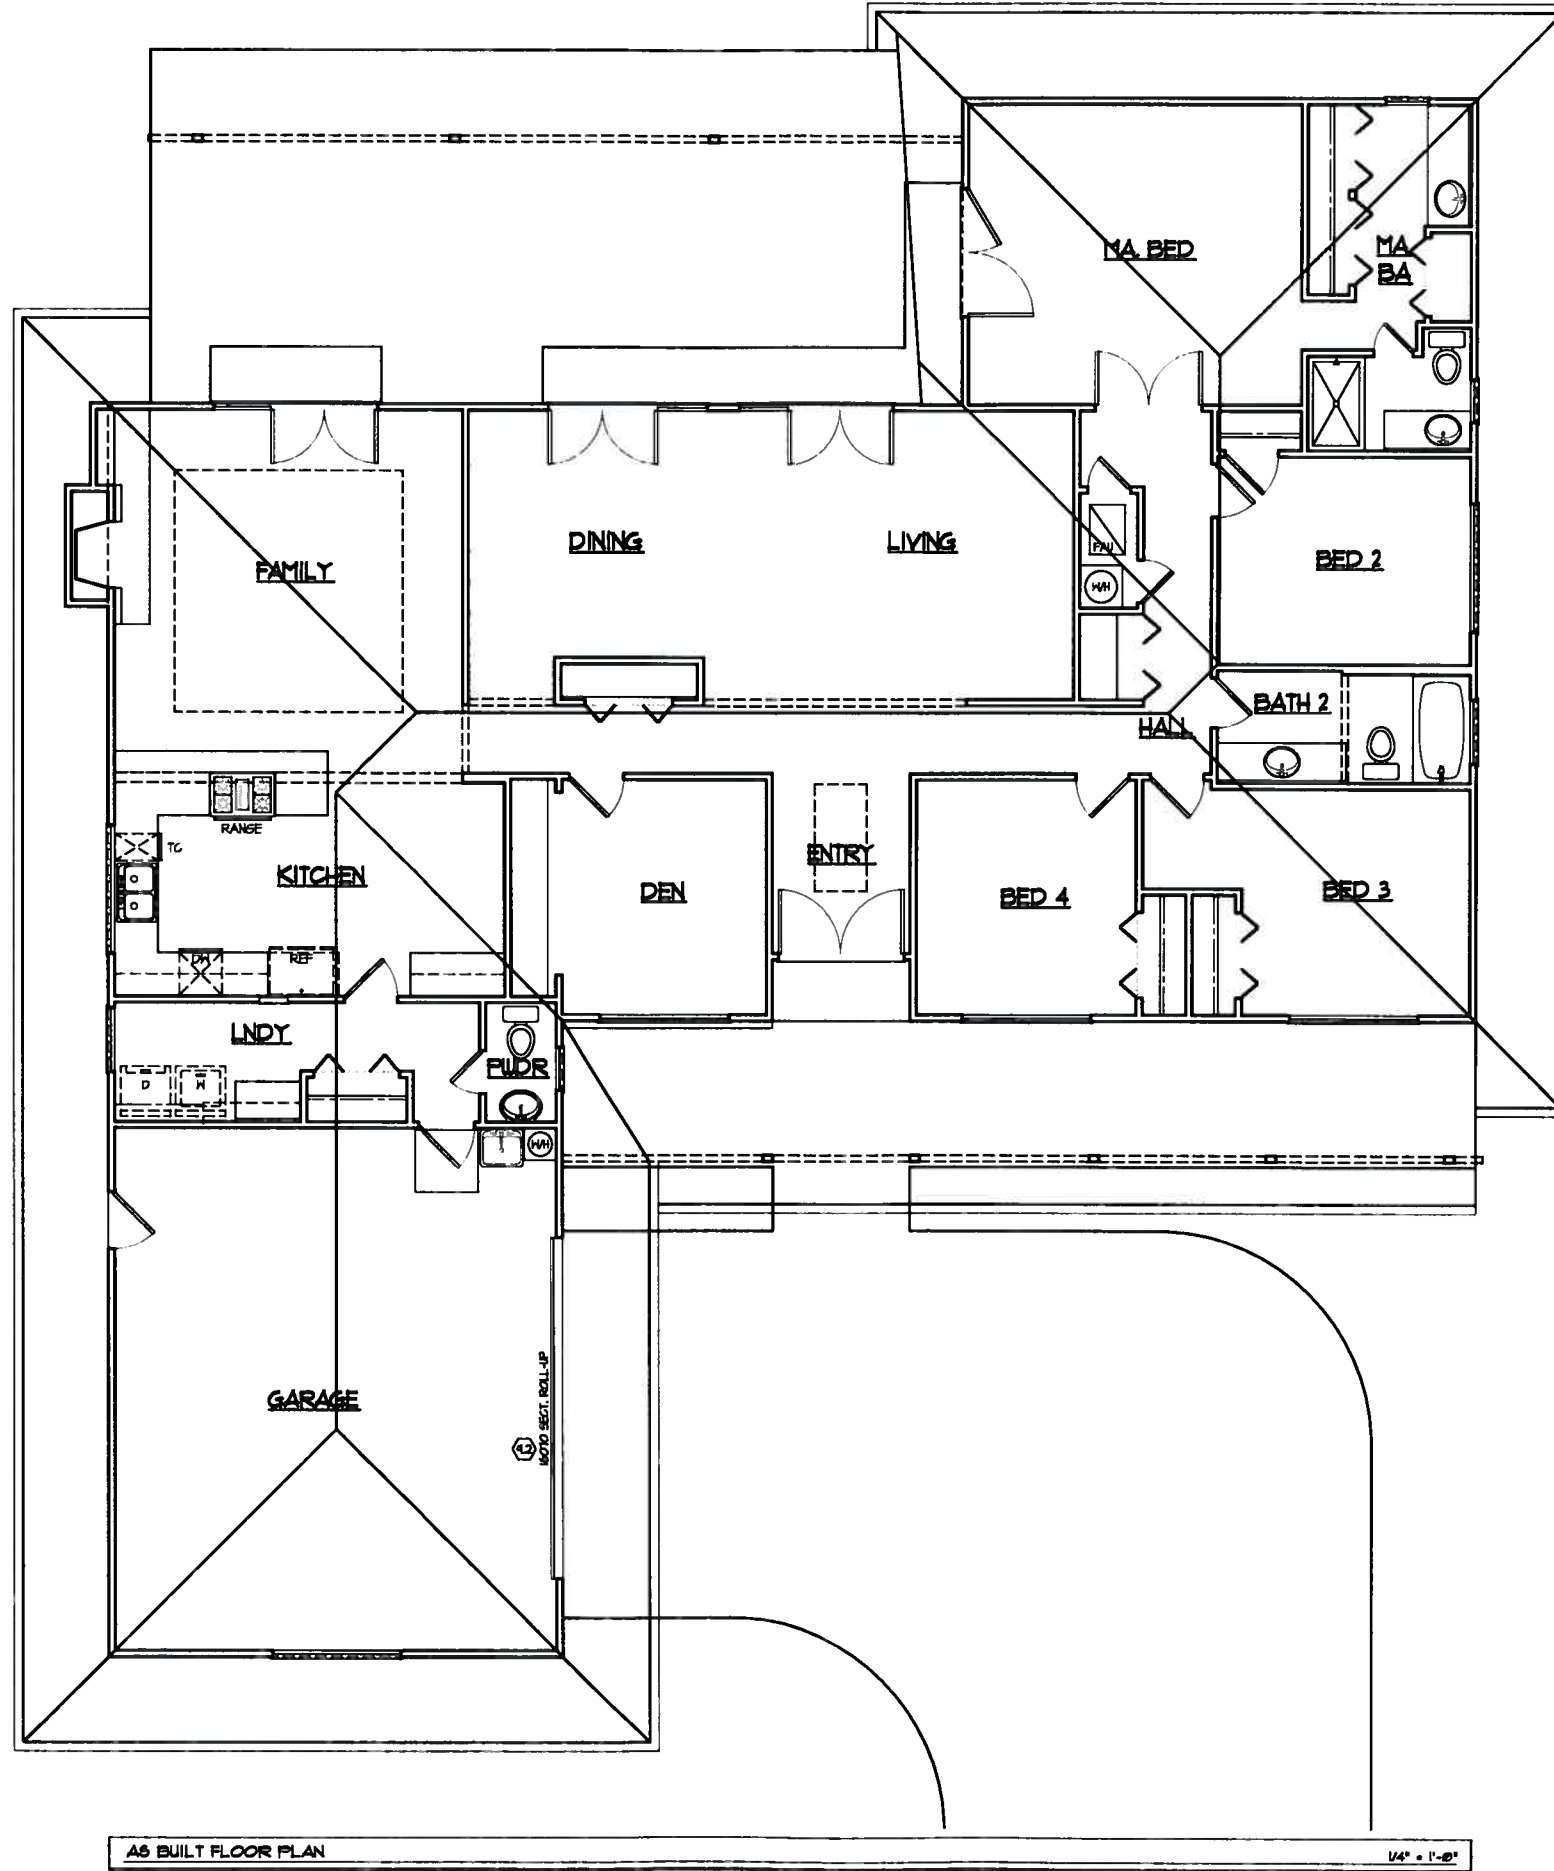 MA. BED
MA.
BA
DINING
LIVING
FAMILY
FAU
W/H
BED 2
BATH 2
HALL
RANGE
TC
KITCHEN
ENTRY
DEN
BED 4
BED 3
DW
REF
LNDY
PWDR
D
W
W/H
GARAGE
4.2
16070 SECT. ROLL-UP
AS BUILT FLOOR PLAN
1/4" = 1'-0"